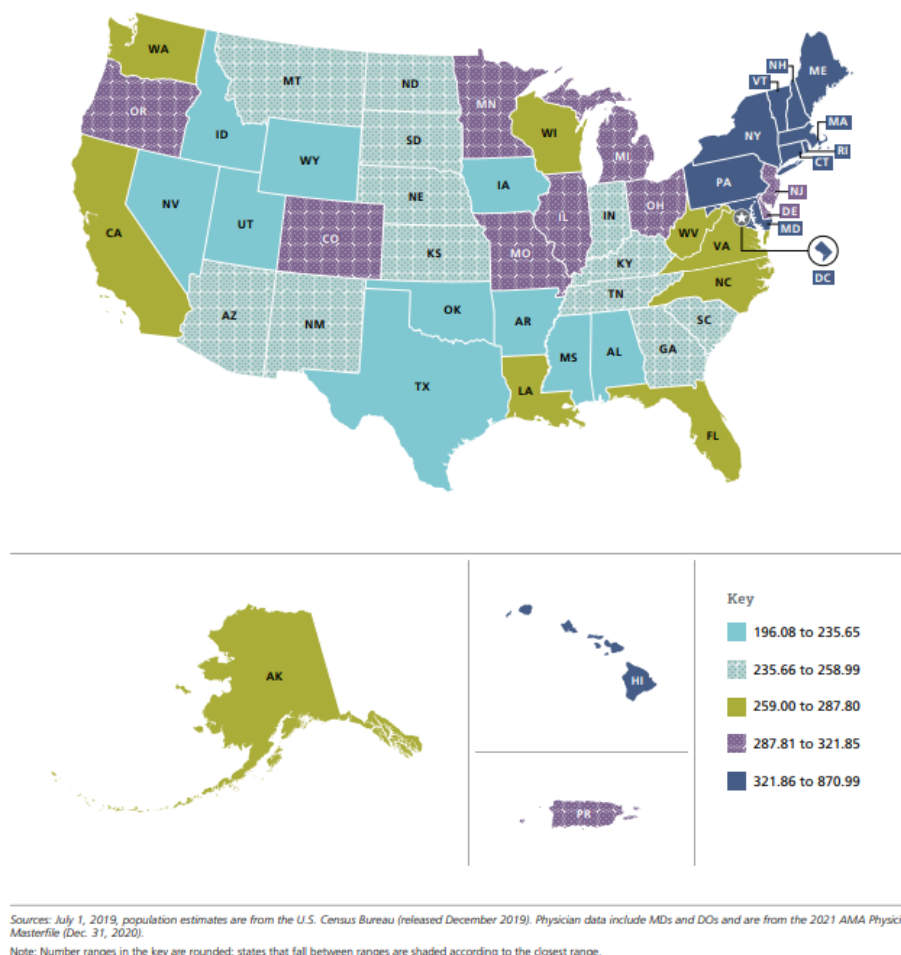 WA
MT
ND
MN
NH
VT
ME
OR
ID
SD
WI
MI
NY
MA
RI
CT
WY
NE
IA
PA
NJ
NV
UT
CO
KS
IL
IN
OH
DE
MD
CA
MO
WV
VA
KY
DC
AZ
NM
OK
AR
TN
NC
SC
TX
MS
AL
GA
LA
FL
AK
HI
PR
Key
196.08 to 235.65
235.66 to 258.99
259.00 to 287.80
287.81 to 321.85
321.86 to 870.99
Sources: July 1, 2019, population estimates are from the U.S. Census Bureau (released December 2019). Physician data include MDs and DOs and are from the 2021 AMA Physici
Masterfile (Dec. 31, 2020).
Note: Number ranges in the key are rounded; states that fall between ranges are shaded according to the closest range.